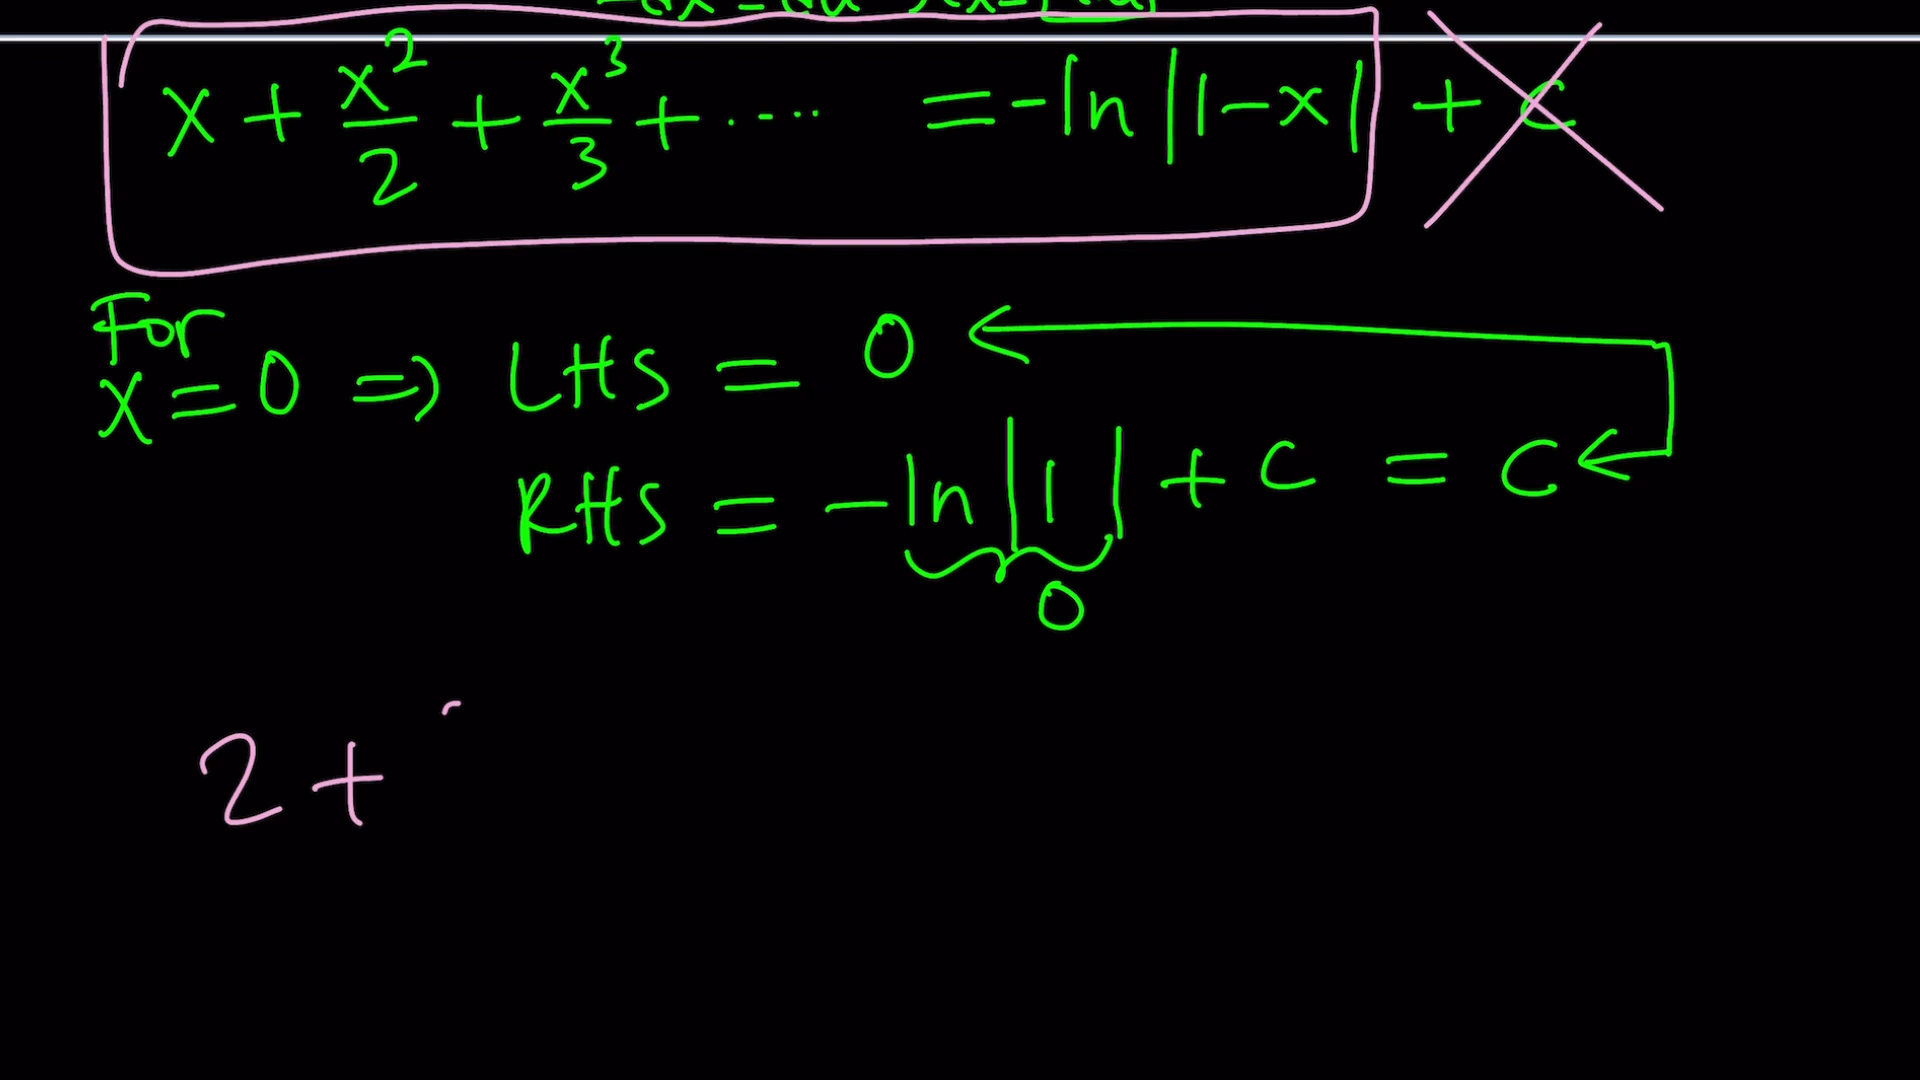 x + x²/2 + x³/3 + ..... = -ln|1-x| + c
For
x = 0 ⇒ LHS = 0
RHS = -ln|1| + c = c
0
2 +